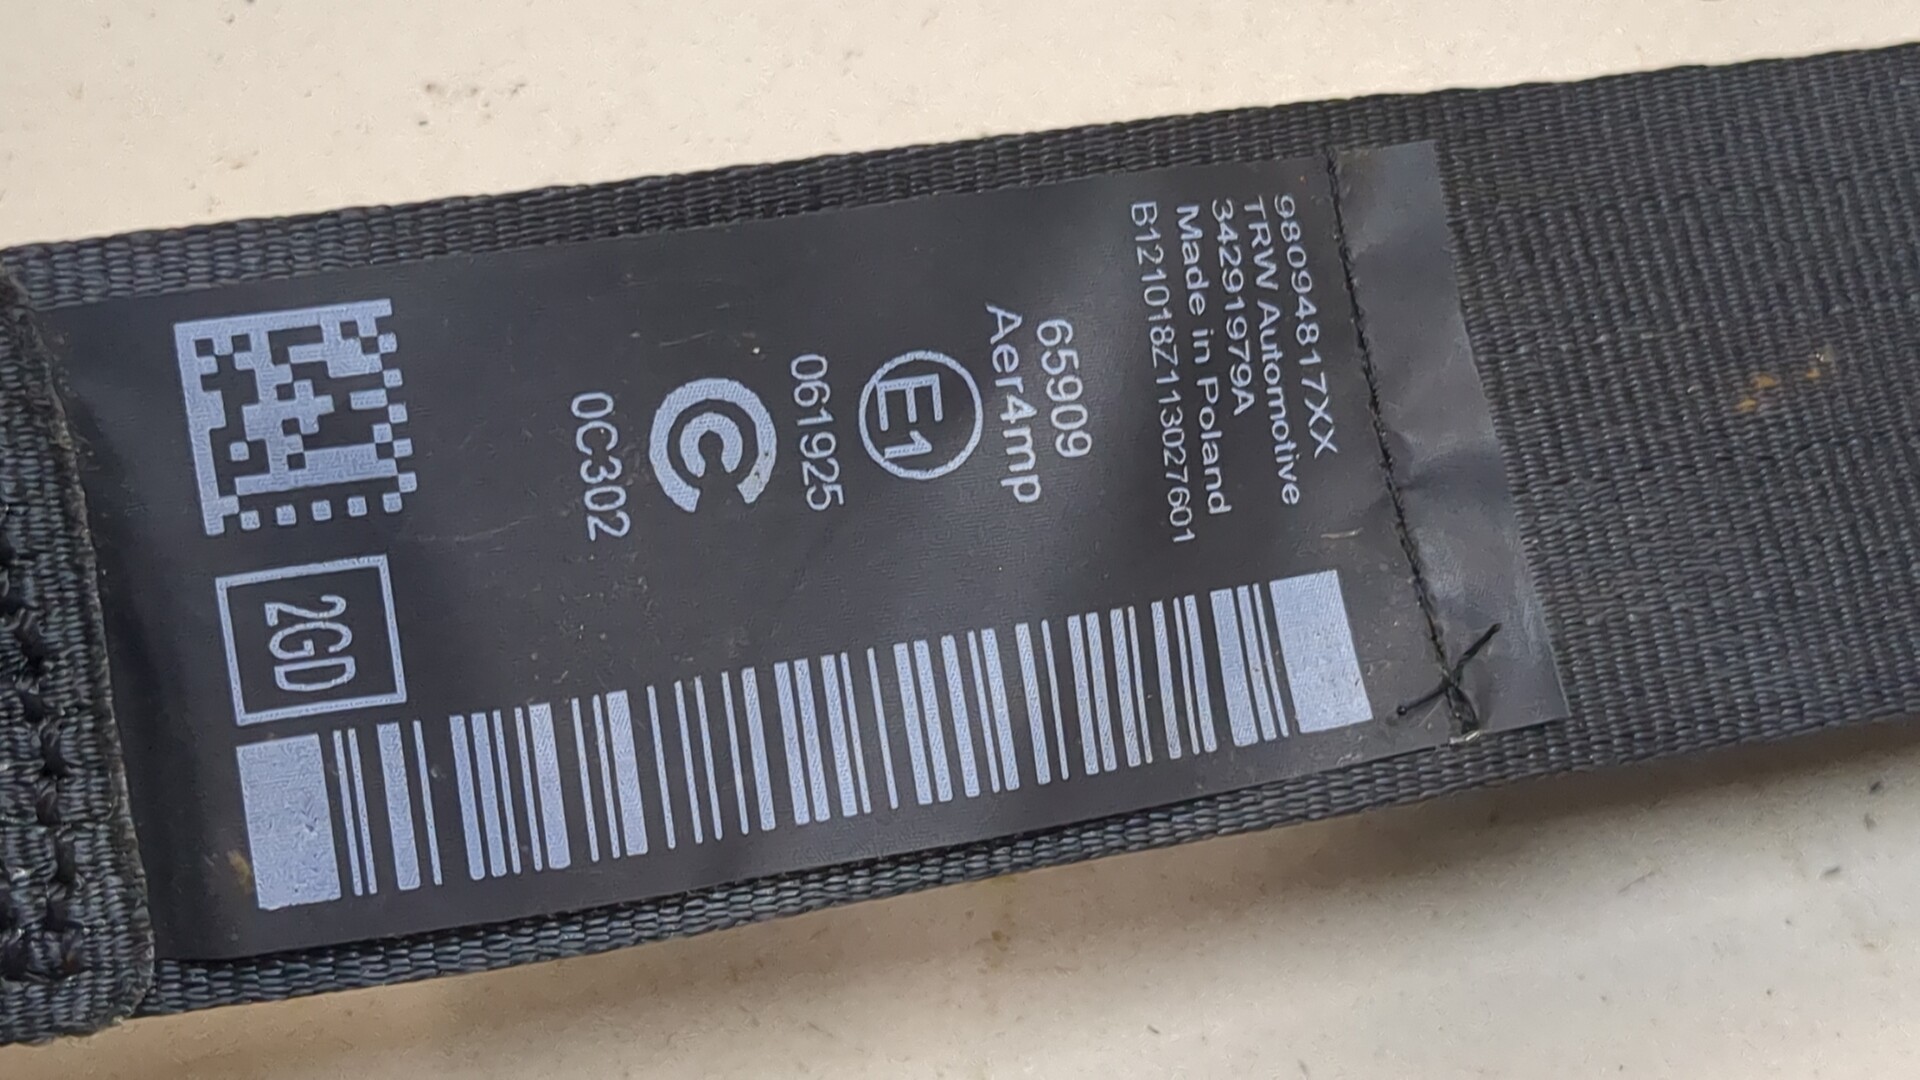 98094817XX
TRW Automotive
34291979A
Made in Poland
B121018Z113027601
65909
Aer4mp
E1
061925
C
0C302
2GD